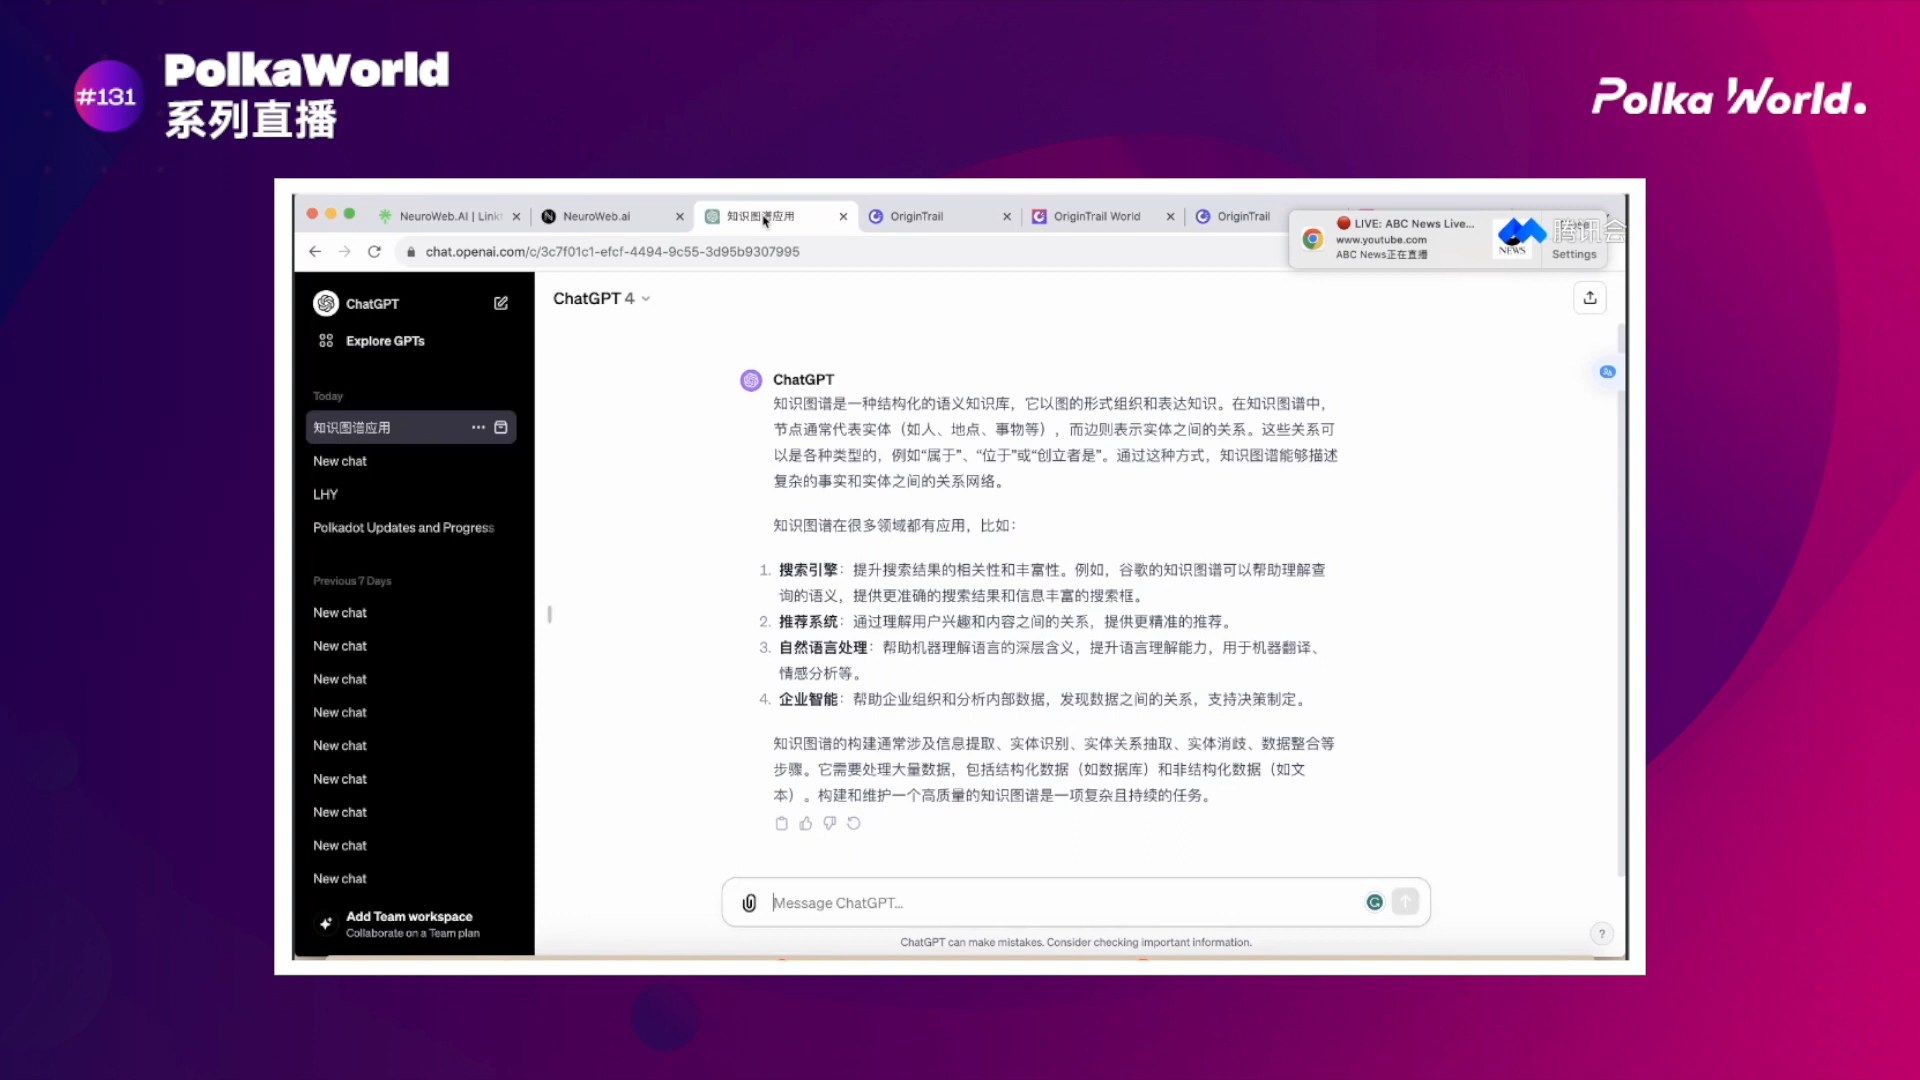 #131
PolkaWorld
系列直播
Polka World.
NeuroWeb.AI | Link
NeuroWeb.ai
知识图谱应用
OriginTrail
OriginTrail World
OriginTrail
chat.openai.com/c/3c7f01c1-efcf-4494-9c55-3d95b9307995
LIVE: ABC News Live...
www.youtube.com
ABC News正在直播
NEWS
腾讯会
Settings
ChatGPT
Explore GPTs
Today
知识图谱应用
New chat
LHY
Polkadot Updates and Progress
Previous 7 Days
New chat
New chat
New chat
New chat
New chat
New chat
New chat
New chat
New chat
Add Team workspace
Collaborate on a Team plan
ChatGPT 4
ChatGPT
知识图谱是一种结构化的语义知识库，它以图的形式组织和表达知识。在知识图谱中，
节点通常代表实体（如人、地点、事物等），而边则表示实体之间的关系。这些关系可
以是各种类型的，例如“属于”、“位于”或“创立者是”。通过这种方式，知识图谱能够描述
复杂的事实和实体之间的关系网络。
知识图谱在很多领域都有应用，比如：
1. 搜索引擎：提升搜索结果的相关性和丰富性。例如，谷歌的知识图谱可以帮助理解查
询的语义，提供更准确的搜索结果和信息丰富的搜索框。
2. 推荐系统：通过理解用户兴趣和内容之间的关系，提供更精准的推荐。
3. 自然语言处理：帮助机器理解语言的深层含义，提升语言理解能力，用于机器翻译、
情感分析等。
4. 企业智能：帮助企业组织和分析内部数据，发现数据之间的关系，支持决策制定。
知识图谱的构建通常涉及信息提取、实体识别、实体关系抽取、实体消歧、数据整合等
步骤。它需要处理大量数据，包括结构化数据（如数据库）和非结构化数据（如文
本）。构建和维护一个高质量的知识图谱是一项复杂且持续的任务。
Message ChatGPT...
ChatGPT can make mistakes. Consider checking important information.
?